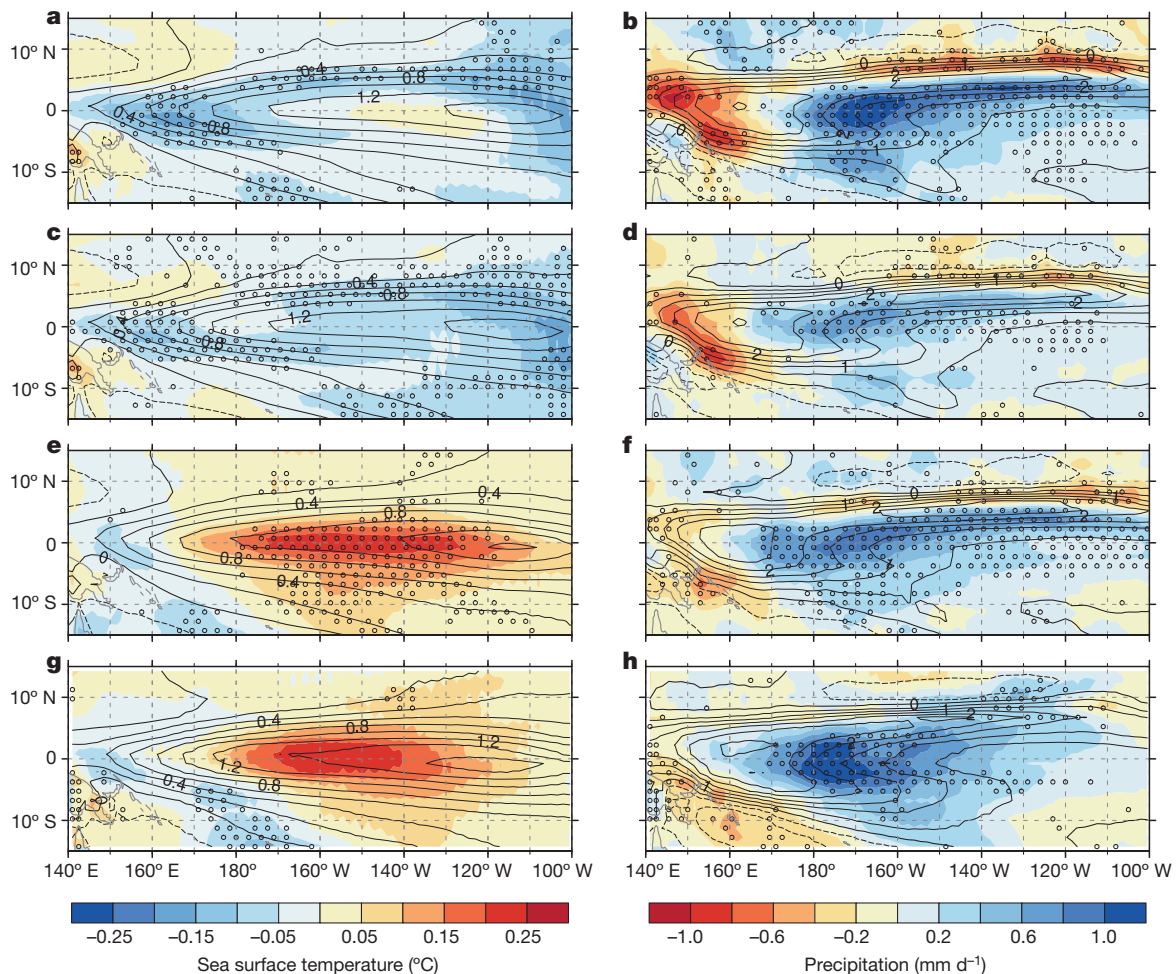 a b
10° N
0
10° S
0.4 0.8 1.2 0.4 0.8
0 1 0 2 0 2 1
c d
10° N
0
10° S
0.4 0.8 1.2 0.4 0.8
0 1 2 2 0 2 1
e f
10° N
0
10° S
0.4 0.4 0.8 0 0.8 0.4
1 2 1 2 2 1
g h
10° N
0
10° S
0.4 0.8 1.2 1.2 0.4 0.8 0
0 1 2 2 1
140° E 160° E 180° 160° W 140° W 120° W 100° W 140° E 160° E 180° 160° W 140° W 120° W 100° W
−0.25 −0.15 −0.05 0.05 0.15 0.25 −1.0 −0.6 −0.2 0.2 0.6 1.0
Sea surface temperature (°C) Precipitation (mm d⁻¹)